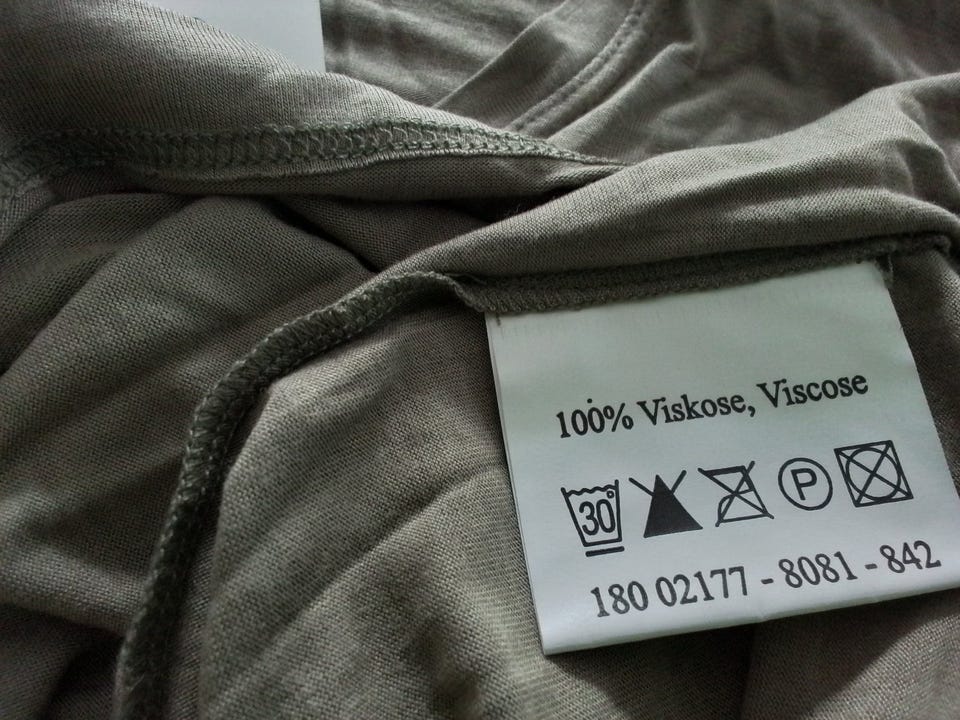 100% Viskose, Viscose
30° P
180 02177 - 8081 - 842